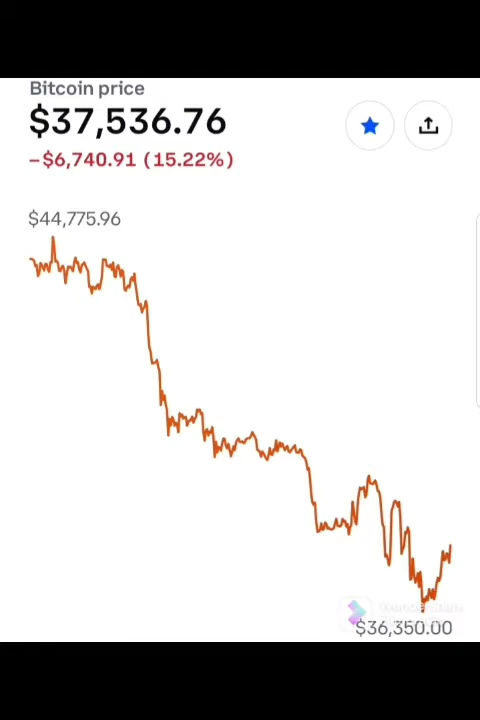 Bitcoin price
$37,536.76
–$6,740.91 (15.22%)
$44,775.96
$36,350.00